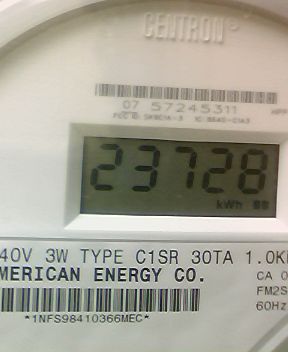 CENTRON®
07 57245311
23728
kWh
40V 3W TYPE C1SR 30TA 1.0K
MERICAN ENERGY CO.
CA 0
FM2S
60Hz
*1NFS98410366MEC*